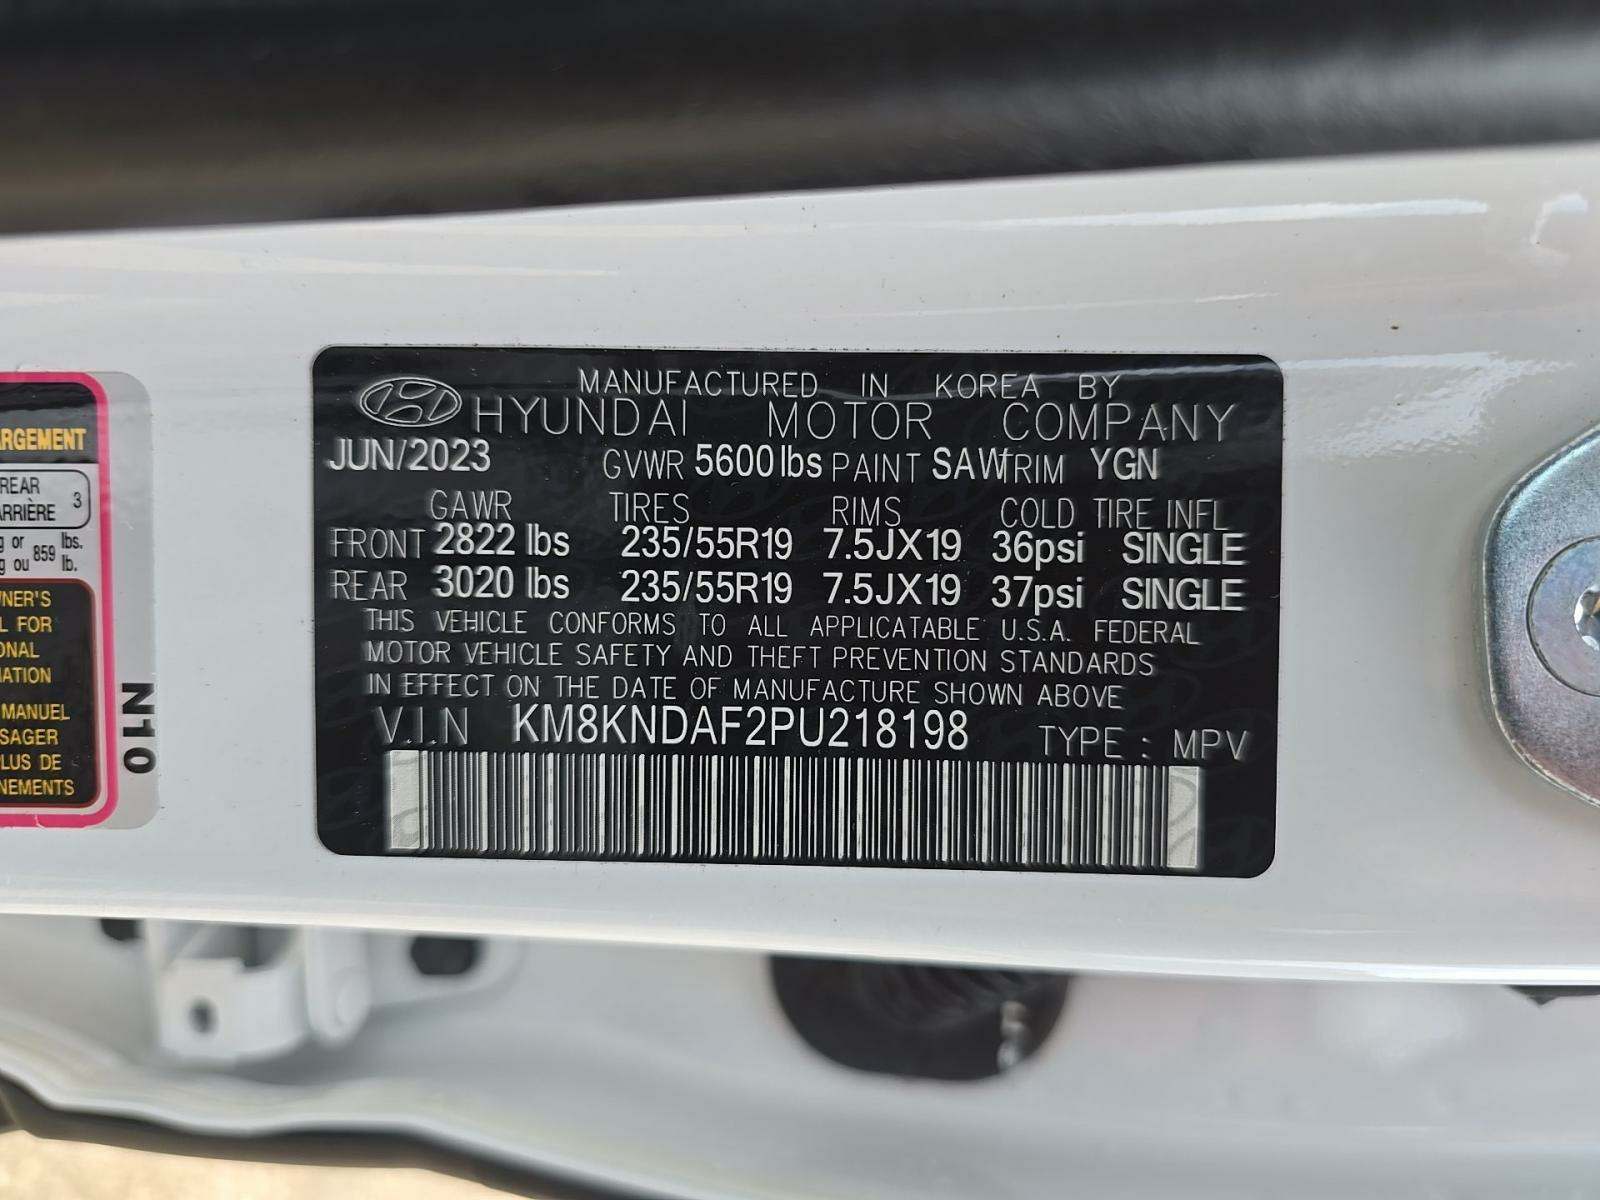 MANUFACTURED IN KOREA BY
HYUNDAI MOTOR COMPANY
JUN/2023 GVWR 5600lbs PAINT SAW TRIM YGN
GAWR TIRES RIMS COLD TIRE INFL
FRONT 2822 lbs 235/55R19 7.5JX19 36psi SINGLE
REAR 3020 lbs 235/55R19 7.5JX19 37psi SINGLE
THIS VEHICLE CONFORMS TO ALL APPLICATABLE U.S.A. FEDERAL
MOTOR VEHICLE SAFETY AND THEFT PREVENTION STANDARDS
IN EFFECT ON THE DATE OF MANUFACTURE SHOWN ABOVE
V.I.N KM8KNDAF2PU218198 TYPE : MPV
ARGEMENT
REAR 3
ARRIÈRE
g or 859 lbs.
g ou lb.
NER'S
L FOR
ONAL
MATION
MANUEL
SAGER
LUS DE
NEMENTS
N10